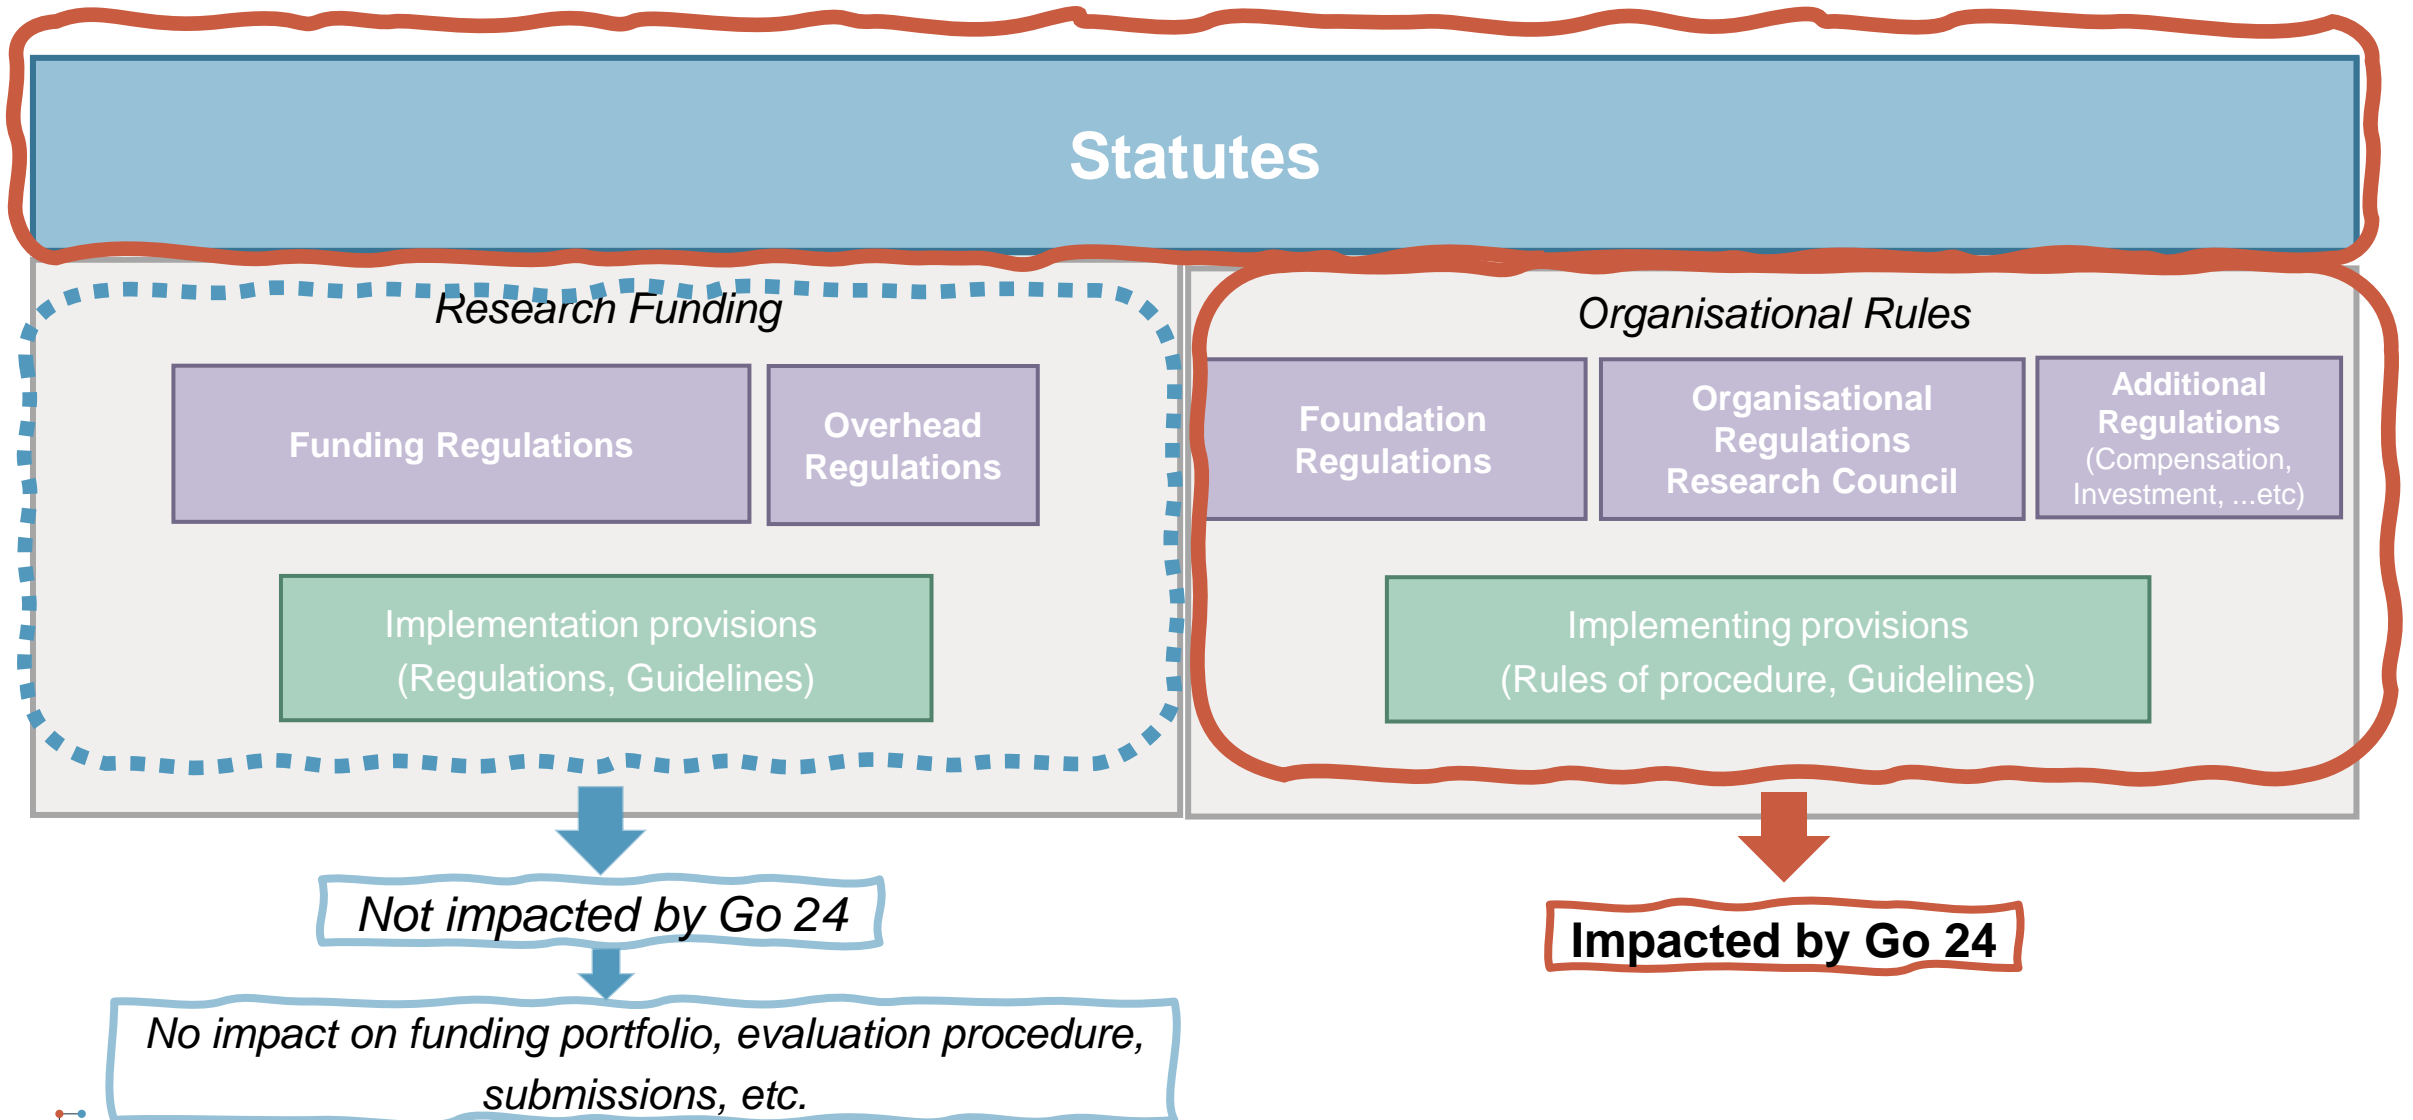 Statutes
Research Funding
Funding Regulations
Overhead
Regulations
Implementation provisions
(Regulations, Guidelines)
Not impacted by Go 24
No impact on funding portfolio, evaluation procedure,
submissions, etc.
Organisational Rules
Foundation
Regulations
Organisational
Regulations
Research Council
Additional
Regulations
(Compensation,
Investment, ...etc)
Implementing provisions
(Rules of procedure, Guidelines)
Impacted by Go 24